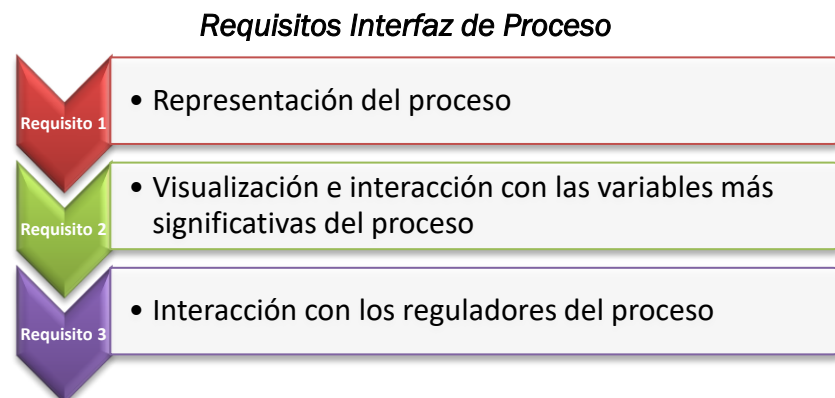 Requisitos Interfaz de Proceso
Requisito 1
• Representación del proceso
Requisito 2
• Visualización e interacción con las variables más
significativas del proceso
Requisito 3
• Interacción con los reguladores del proceso